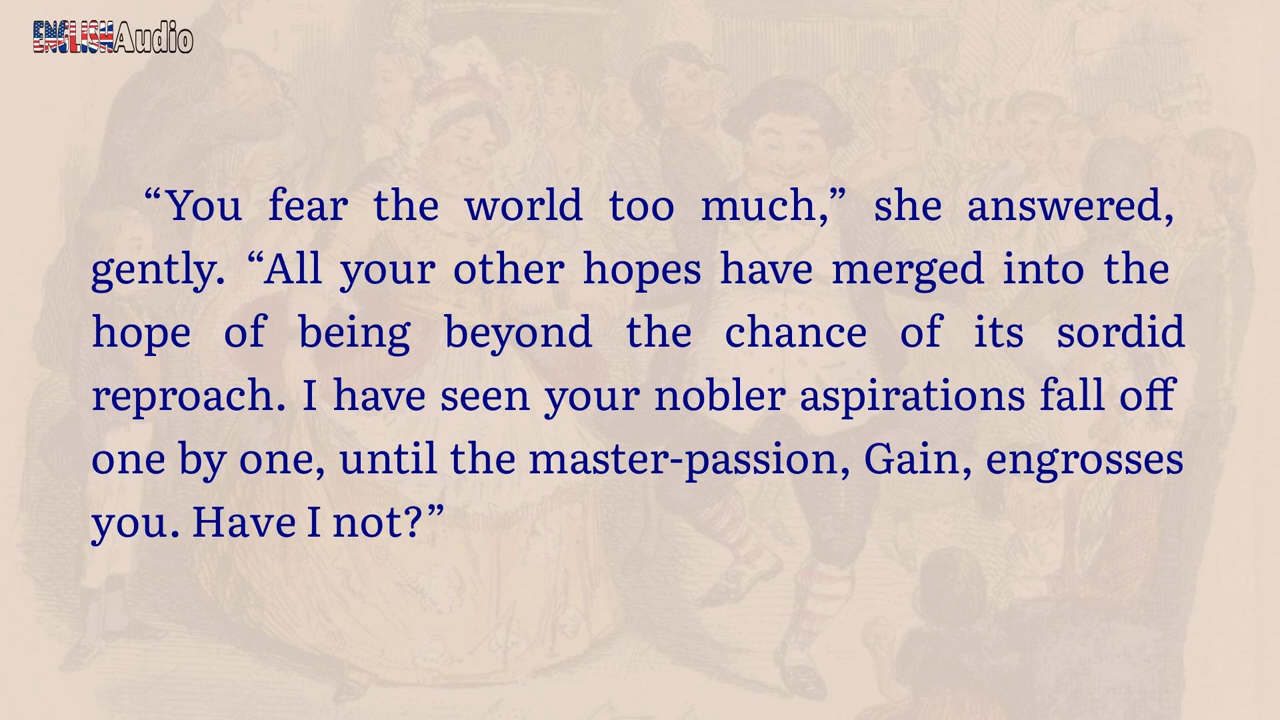 ENGLISHAudio
“You fear the world too much,” she answered,
gently. “All your other hopes have merged into the
hope of being beyond the chance of its sordid
reproach. I have seen your nobler aspirations fall off
one by one, until the master-passion, Gain, engrosses
you. Have I not?”